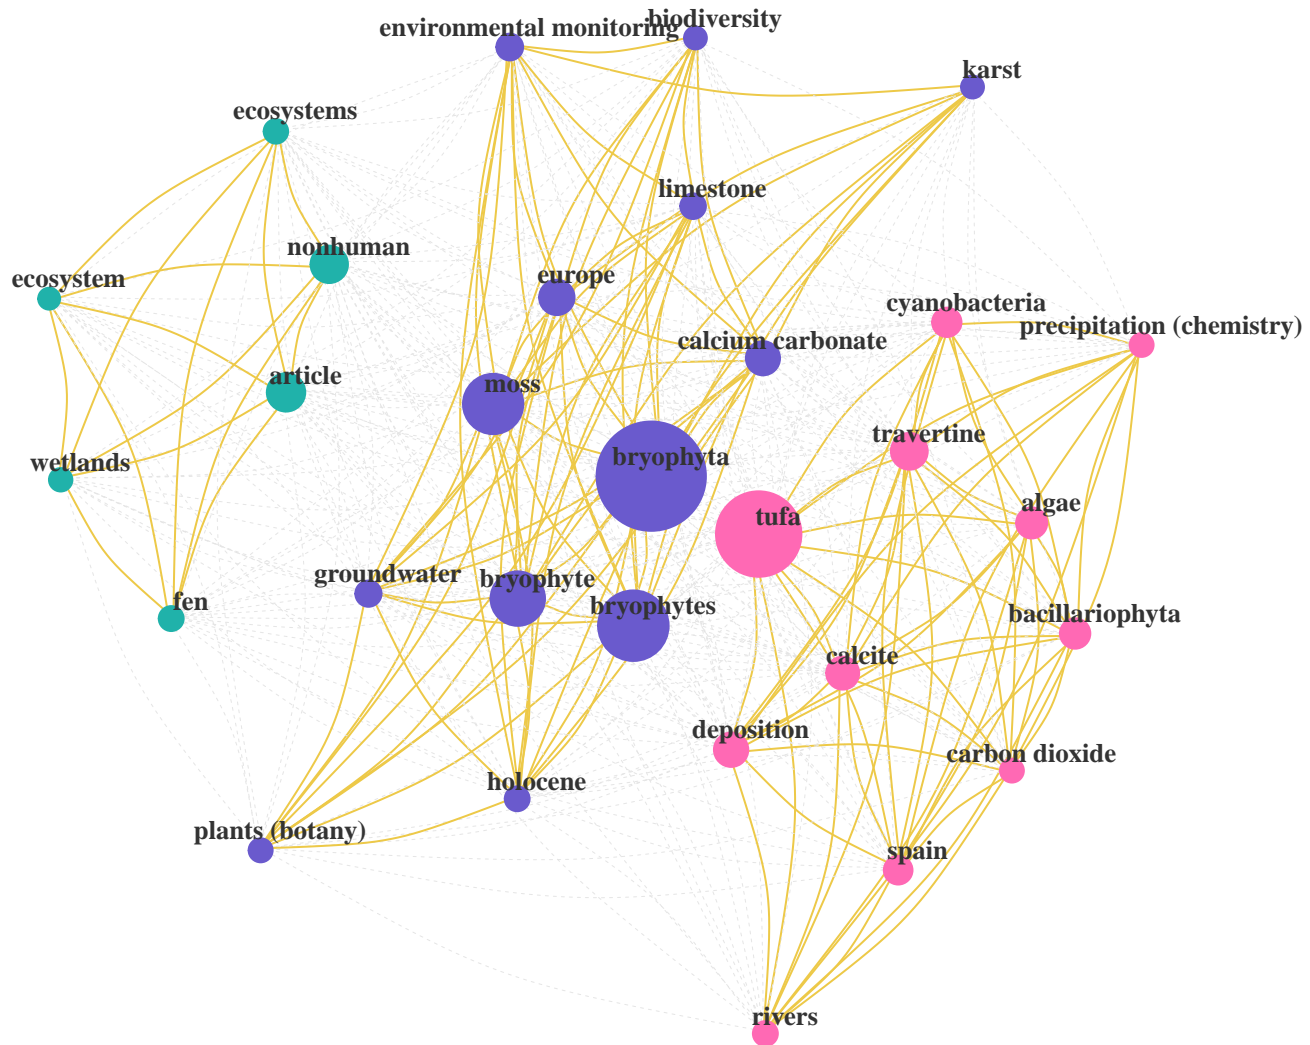 biodiversity
environmental monitoring
karst
ecosystems
limestone
nonhuman
europe
ecosystem
cyanobacteria
precipitation (chemistry)
calcium carbonate
article
moss
travertine
bryophyta
wetlands
algae
tufa
groundwater
bryophyte
fen
bryophytes
bacillariophyta
calcite
deposition
carbon dioxide
holocene
plants (botany)
spain
rivers